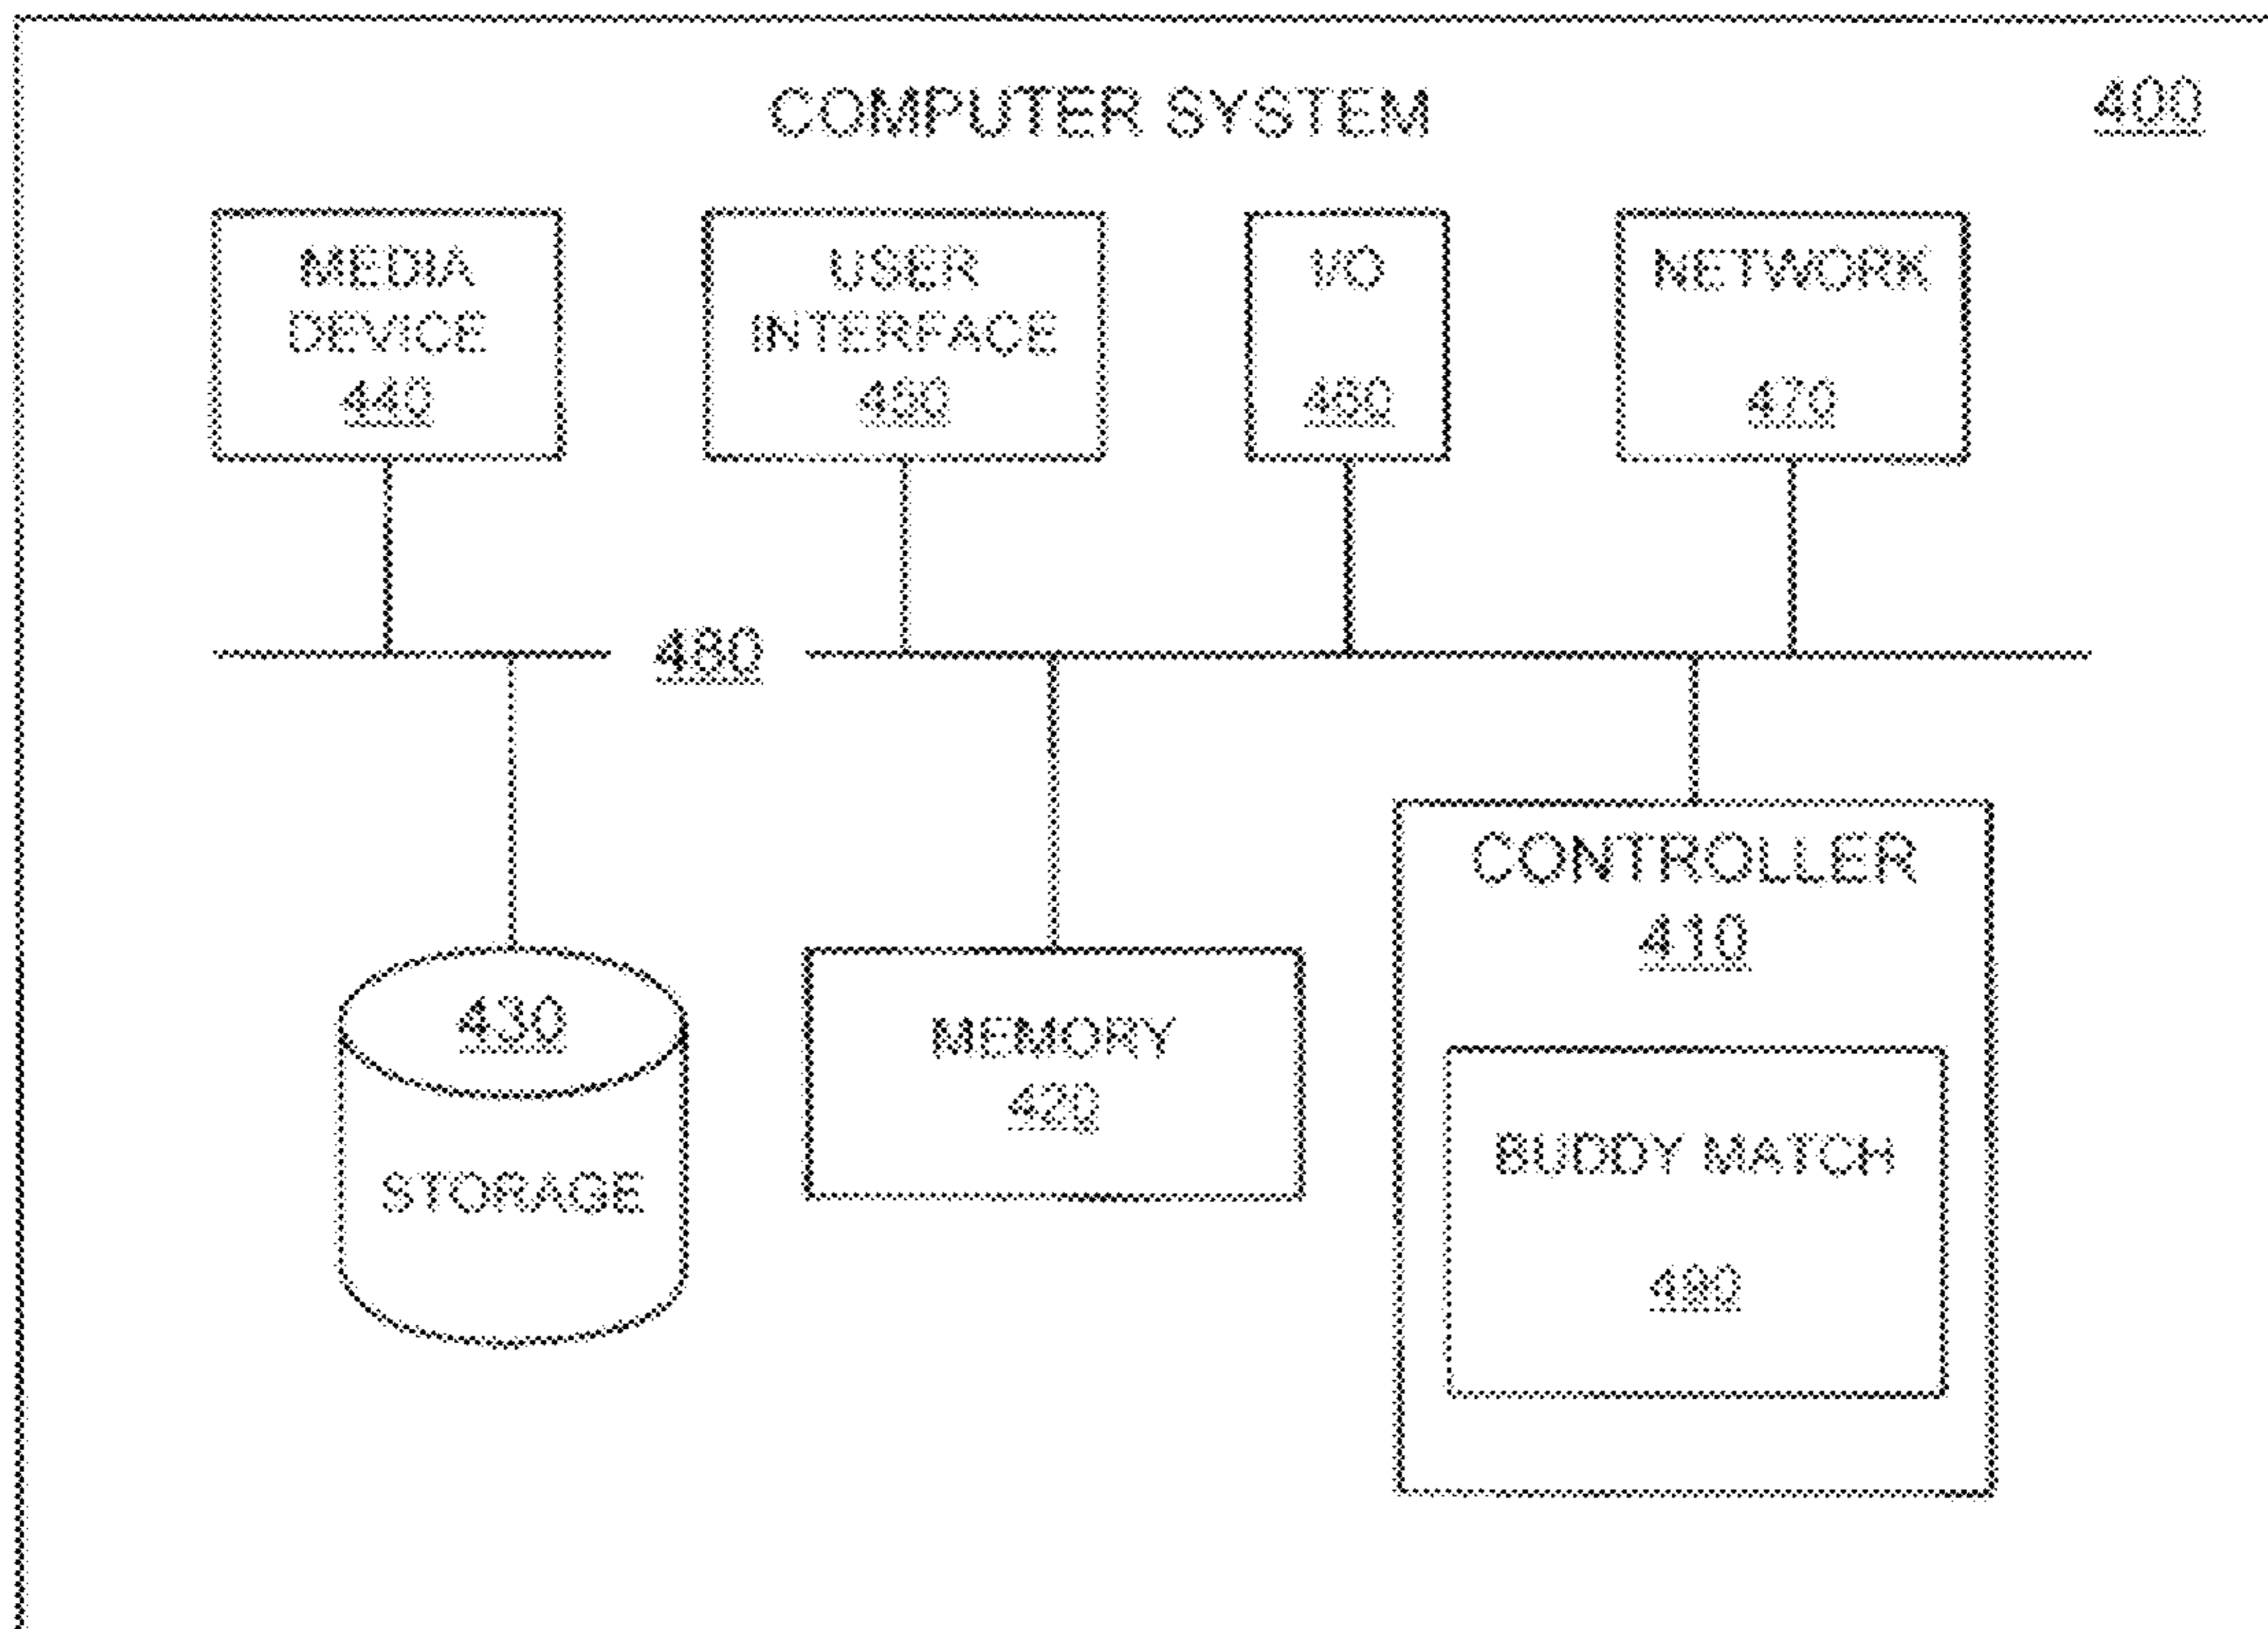 COMPUTER SYSTEM
400
MEDIA
DEVICE
440
USER
INTERFACE
450
I/O
460
NETWORK
470
480
430
STORAGE
MEMORY
420
CONTROLLER
410
BUDDY MATCH
490